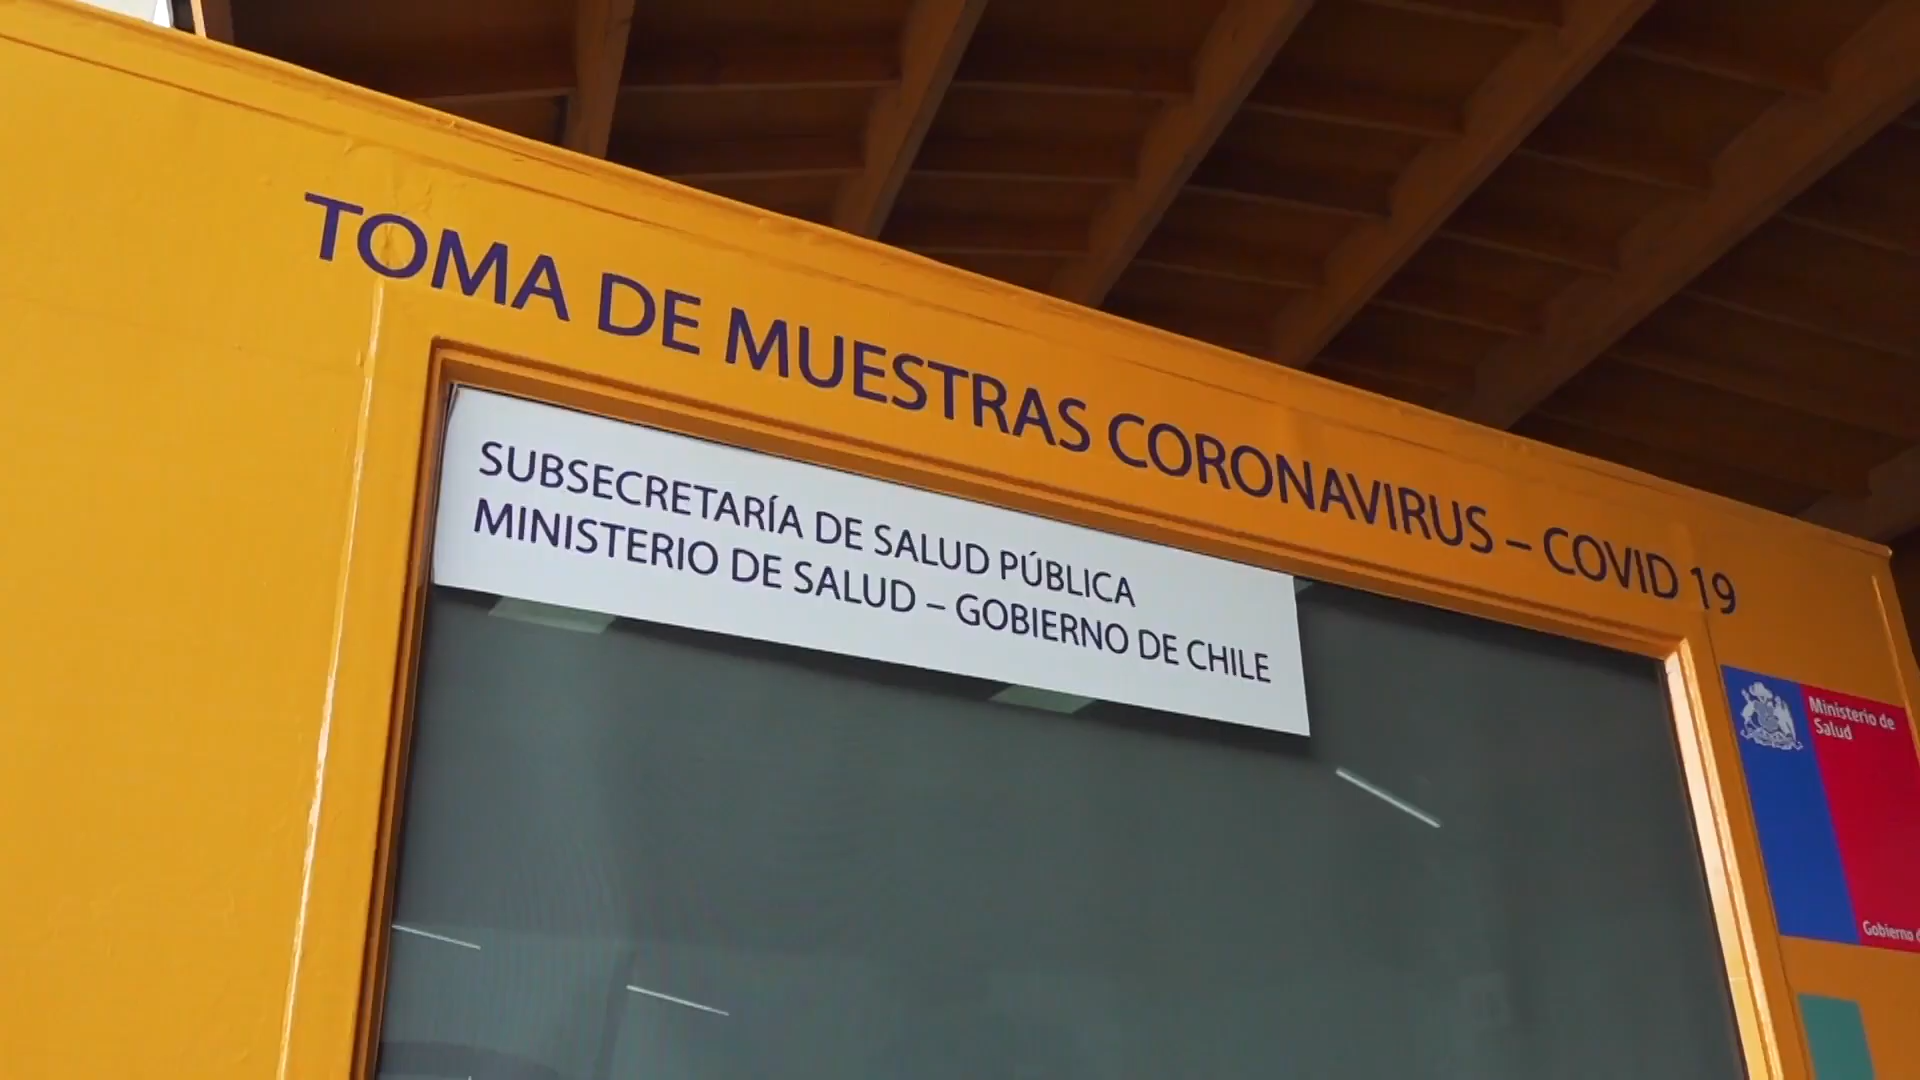 TOMA DE MUESTRAS CORONAVIRUS – COVID 19
SUBSECRETARÍA DE SALUD PÚBLICA
MINISTERIO DE SALUD – GOBIERNO DE CHILE
Ministerio de
Salud
Gobierno